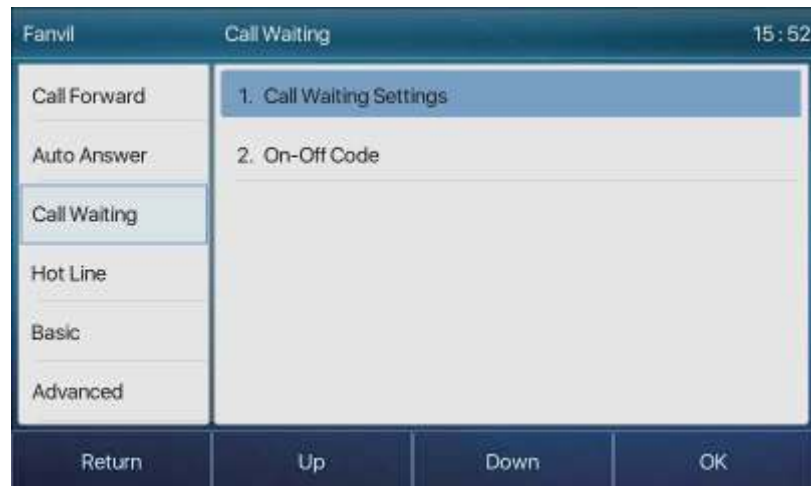 Fanvil Call Waiting 15:52
Call Forward
Auto Answer
Call Waiting
Hot Line
Basic
Advanced
1. Call Waiting Settings
2. On-Off Code
Return Up Down OK